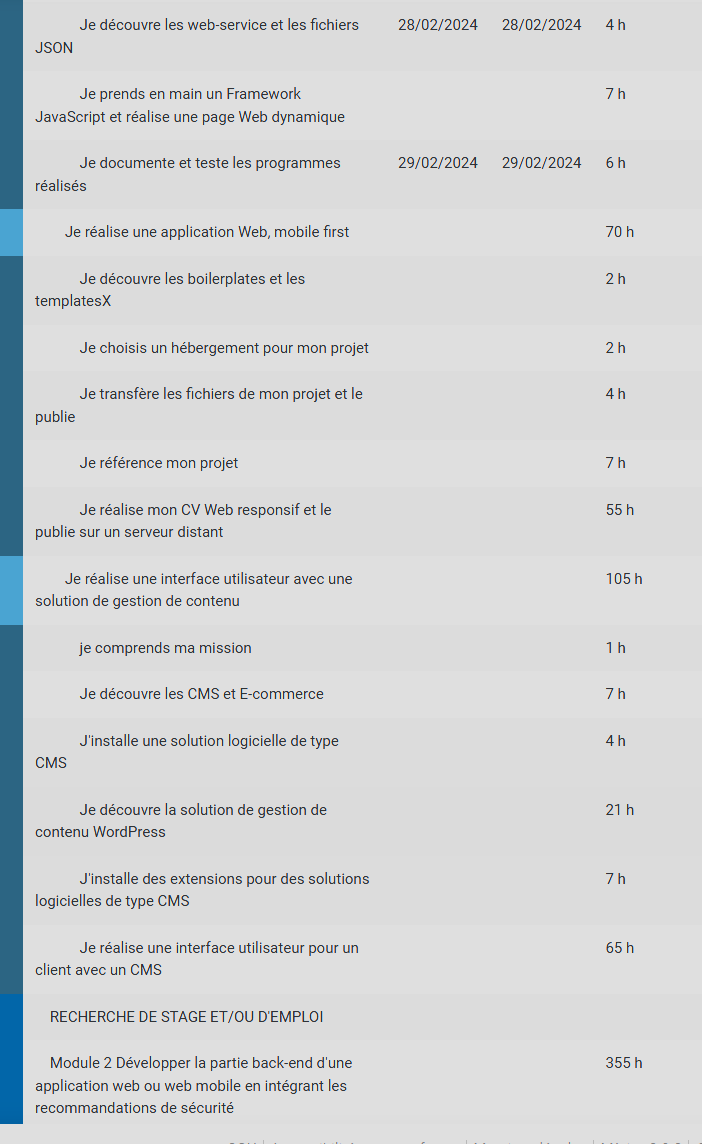 Je découvre les web-service et les fichiers 28/02/2024 28/02/2024 4 h
JSON
Je prends en main un Framework 7 h
JavaScript et réalise une page Web dynamique
Je documente et teste les programmes 29/02/2024 29/02/2024 6 h
réalisés
Je réalise une application Web, mobile first 70 h
Je découvre les boilerplates et les 2 h
templatesX
Je choisis un hébergement pour mon projet 2 h
Je transfère les fichiers de mon projet et le 4 h
publie
Je référence mon projet 7 h
Je réalise mon CV Web responsif et le 55 h
publie sur un serveur distant
Je réalise une interface utilisateur avec une 105 h
solution de gestion de contenu
je comprends ma mission 1 h
Je découvre les CMS et E-commerce 7 h
J'installe une solution logicielle de type 4 h
CMS
Je découvre la solution de gestion de 21 h
contenu WordPress
J'installe des extensions pour des solutions 7 h
logicielles de type CMS
Je réalise une interface utilisateur pour un 65 h
client avec un CMS
RECHERCHE DE STAGE ET/OU D'EMPLOI
Module 2 Développer la partie back-end d'une 355 h
application web ou web mobile en intégrant les
recommandations de sécurité